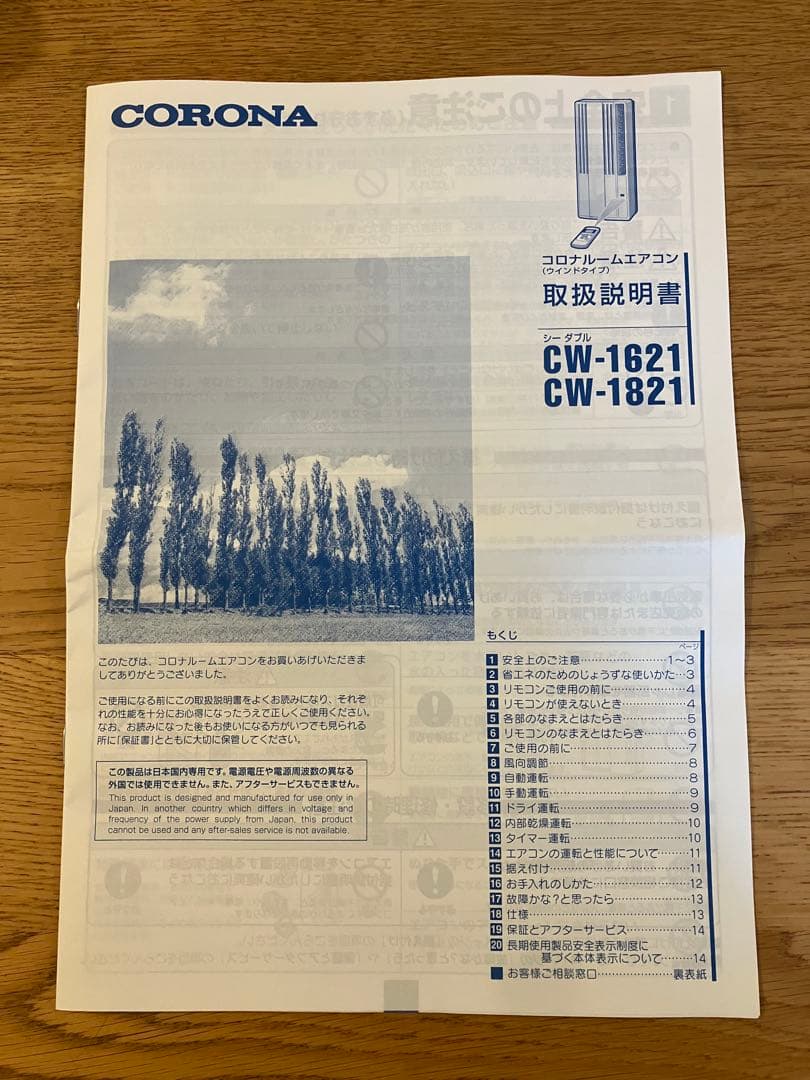 CORONA
コロナルームエアコン
(ウインドタイプ)
取扱説明書
シー ダブル
CW-1621
CW-1821
このたびは、コロナルームエアコンをお買いあげいただきま
してありがとうございました。
ご使用になる前にこの取扱説明書をよくお読みになり、それぞ
れの性能を十分にお心得になったうえで正しくご使用ください。
なお、お読みになった後もお使いになる方がいつでも見られる
所に「保証書」とともに大切に保管してください。
この製品は日本国内専用です。電源電圧や電源周波数の異なる
外国では使用できません。また、アフターサービスもできません。
This product is designed and manufactured for use only in
Japan. In another country which differs in voltage and
frequency of the power supply from Japan, this product
cannot be used and any after-sales service is not available.
もくじ
ページ
1 安全上のご注意 1〜3
2 省エネのためのじょうずな使いかた 3
3 リモコンご使用の前に 4
4 リモコンが使えないとき 4
5 各部のなまえとはたらき 5
6 リモコンのなまえとはたらき 6
7 ご使用の前に 7
8 風向調節 8
9 自動運転 8
10 手動運転 9
11 ドライ運転 9
12 内部乾燥運転 10
13 タイマー運転 10
14 エアコンの運転と性能について 11
15 据え付け 11
16 お手入れのしかた 12
17 故障かな?と思ったら 13
18 仕様 13
19 保証とアフターサービス 14
20 長期使用製品安全表示制度に
基づく本体表示について 14
お客様ご相談窓口 裏表紙